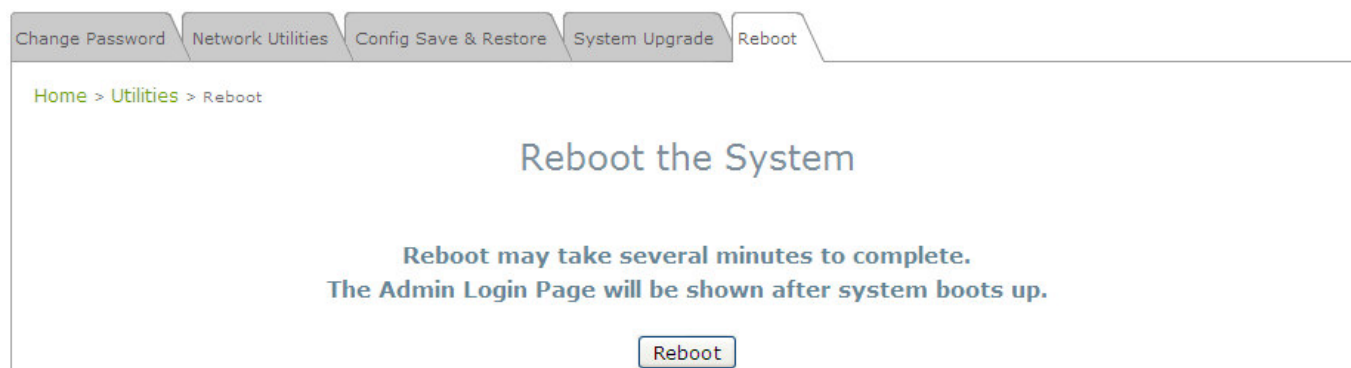 Change Password Network Utilities Config Save & Restore System Upgrade Reboot
Home > Utilities > Reboot
Reboot the System
Reboot may take several minutes to complete.
The Admin Login Page will be shown after system boots up.
Reboot